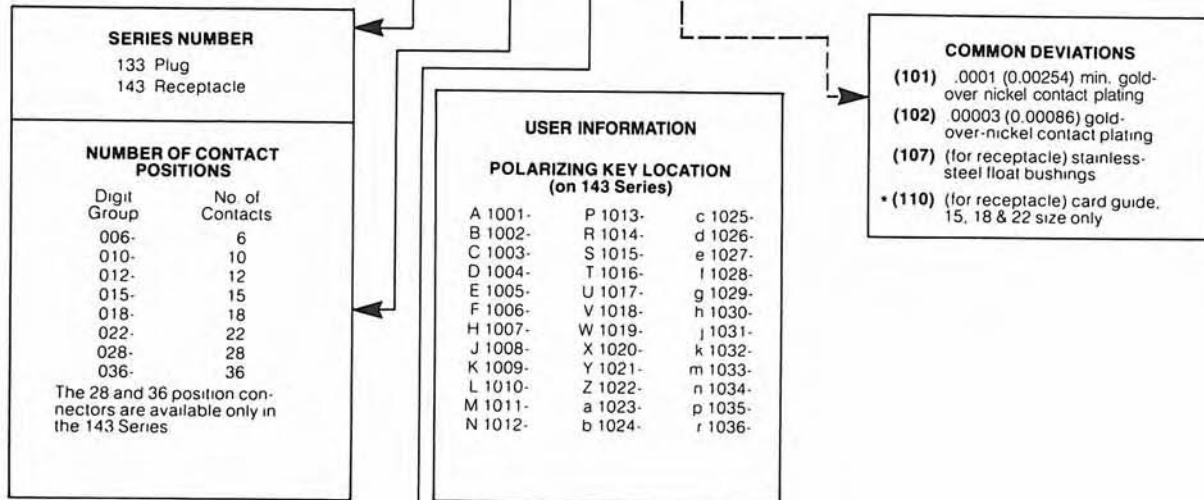 SERIES NUMBER
133 Plug
143 Receptacle
NUMBER OF CONTACT
POSITIONS
Digit Group No. of Contacts
006- 6
010- 10
012- 12
015- 15
018- 18
022- 22
028- 28
036- 36
The 28 and 36 position con-
nectors are available only in
the 143 Series
USER INFORMATION
POLARIZING KEY LOCATION
(on 143 Series)
A 1001- P 1013- c 1025-
B 1002- R 1014- d 1026-
C 1003- S 1015- e 1027-
D 1004- T 1016- f 1028-
E 1005- U 1017- g 1029-
F 1006- V 1018- h 1030-
H 1007- W 1019- j 1031-
J 1008- X 1020- k 1032-
K 1009- Y 1021- m 1033-
L 1010- Z 1022- n 1034-
M 1011- a 1023- p 1035-
N 1012- b 1024- r 1036-
COMMON DEVIATIONS
(101) .0001 (0.00254) min. gold-
over nickel contact plating
(102) .00003 (0.00086) gold-
over-nickel contact plating
(107) (for receptacle) stainless-
steel float bushings
• (110) (for receptacle) card guide,
15, 18 & 22 size only